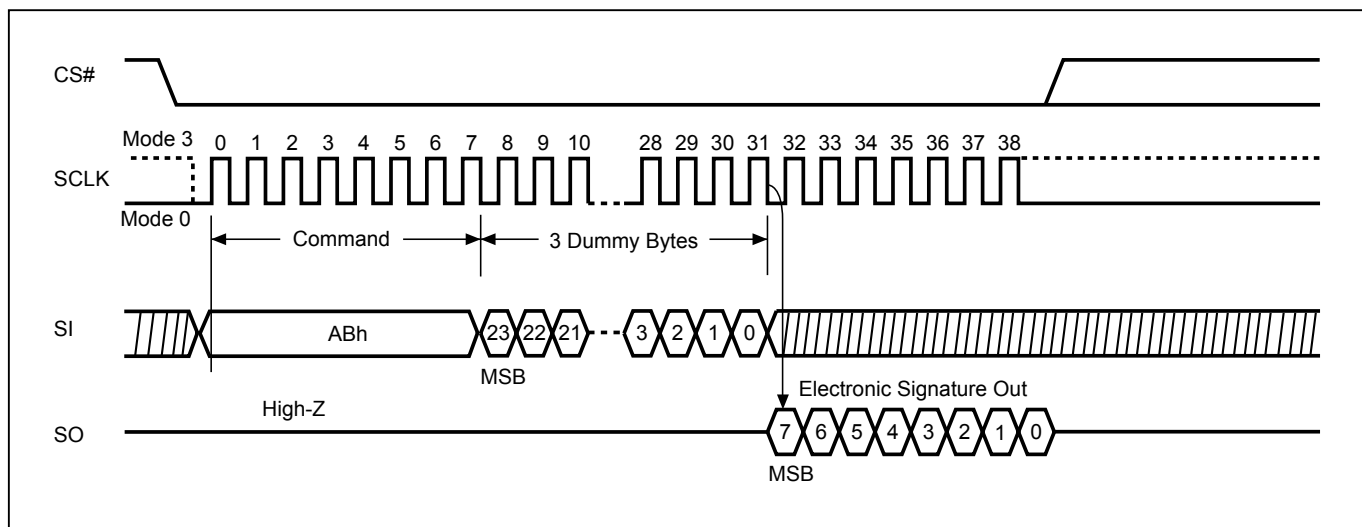 CS#
Mode 3
0 1 2 3 4 5 6 7 8 9 10 28 29 30 31 32 33 34 35 36 37 38
SCLK
Mode 0
Command 3 Dummy Bytes
SI ABh 23 22 21 3 2 1 0
MSB
Electronic Signature Out
High-Z
SO 7 6 5 4 3 2 1 0
MSB